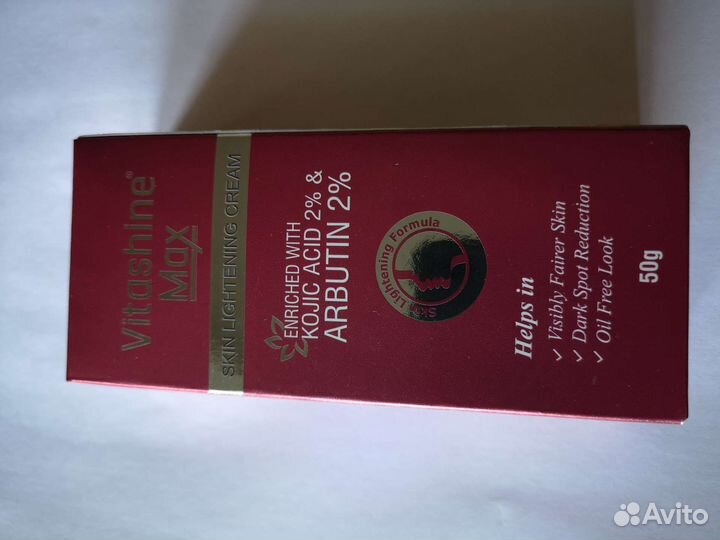 Vitashine®
Max
SKIN LIGHTENING CREAM
ENRICHED WITH
KOJIC ACID 2% &
ARBUTIN 2%
Skin Lightening Formula
Helps in
✓ Visibly Fairer Skin
✓ Dark Spot Reduction
✓ Oil Free Look
50g
Avito